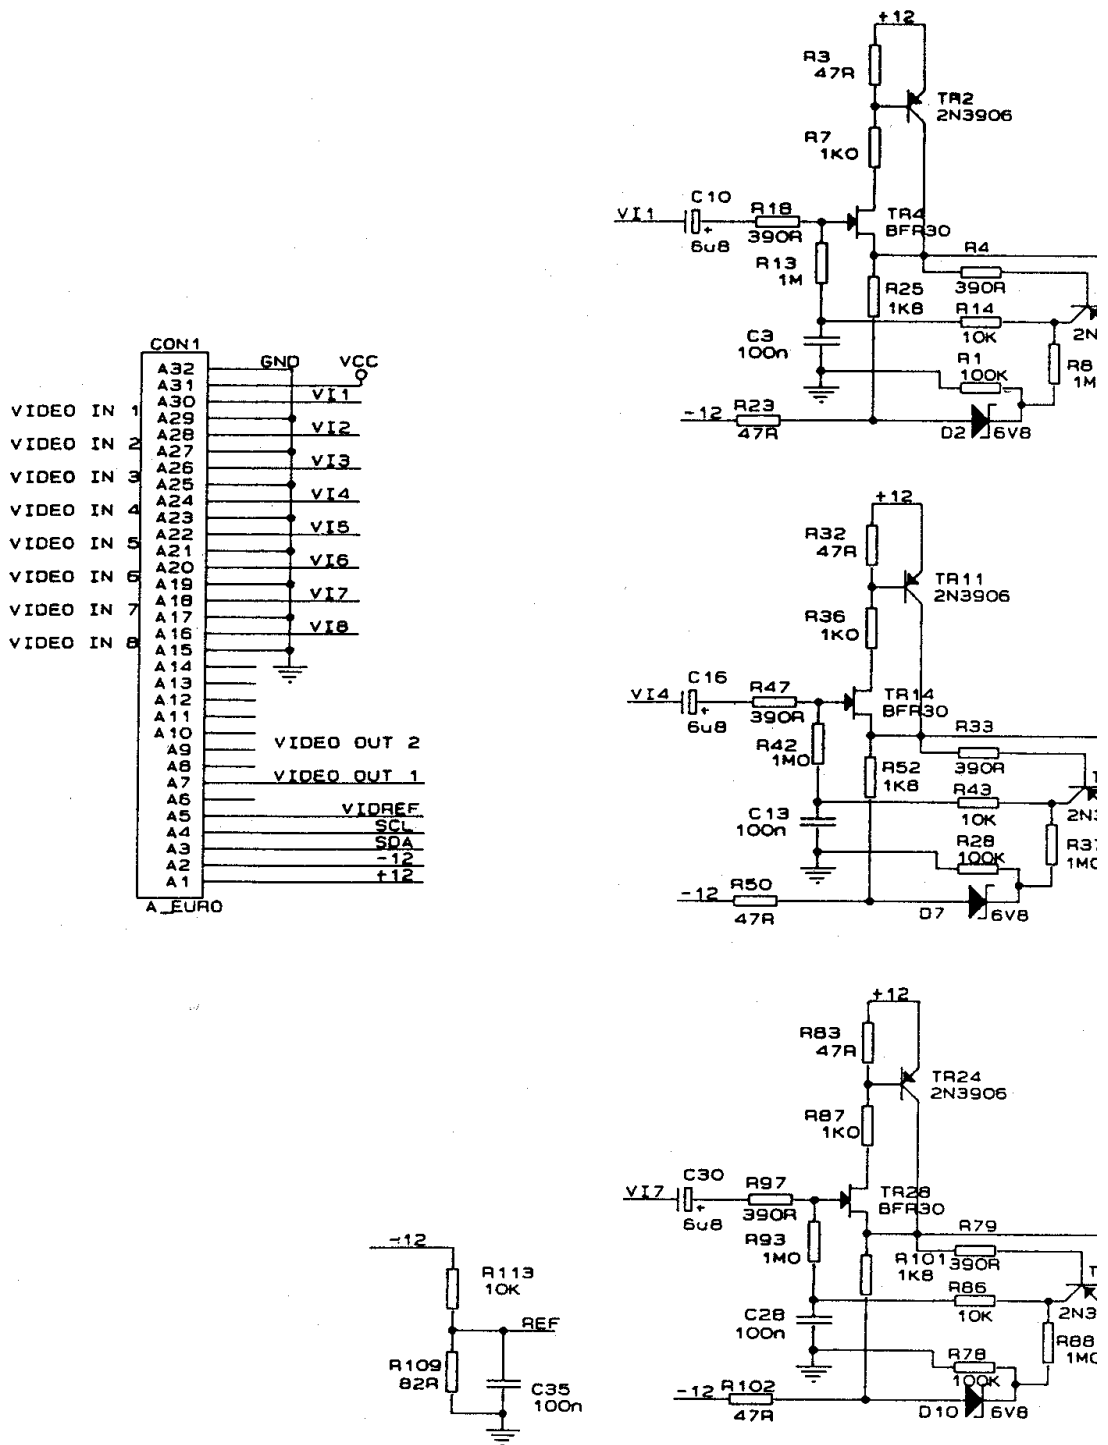 CON1
GND
VCC
A32
A31
A30
VI1
VIDEO IN 1
A29
A28
VI2
VIDEO IN 2
A27
A26
VI3
VIDEO IN 3
A25
A24
VI4
VIDEO IN 4
A23
A22
VI5
VIDEO IN 5
A21
A20
VI6
VIDEO IN 6
A19
A18
VI7
VIDEO IN 7
A17
A16
VI8
VIDEO IN 8
A15
A14
A13
A12
A11
A10
A9
VIDEO OUT 2
A8
A7
VIDEO OUT 1
A6
A5
VIDREF
A4
SCL
A3
SDA
A2
-12
A1
+12
A_EURO
-12
R113
10K
REF
R109
82R
C35
100n
+12
R3
47R
TR2
2N3906
R7
1K0
VI1
C10
6u8
R18
390R
TR4
BFR30
R13
1M
R4
390R
R25
1K8
R14
10K
2N
C3
100n
R1
100K
R8
1M
-12
R23
47R
D2
6V8
+12
R32
47R
TR11
2N3906
R36
1K0
VI4
C16
6u8
R47
390R
TR14
BFR30
R42
1M0
R33
390R
R52
1K8
T
R43
10K
2N3
C13
100n
R28
100K
R37
1M0
-12
R50
47R
D7
6V8
+12
R83
47R
TR24
2N3906
R87
1K0
VI7
C30
6u8
R97
390R
TR28
BFR30
R93
1M0
R79
390R
R101
1K8
T
R86
10K
2N3
C28
100n
R78
100K
R88
1M0
-12
R102
47R
D10
6V8